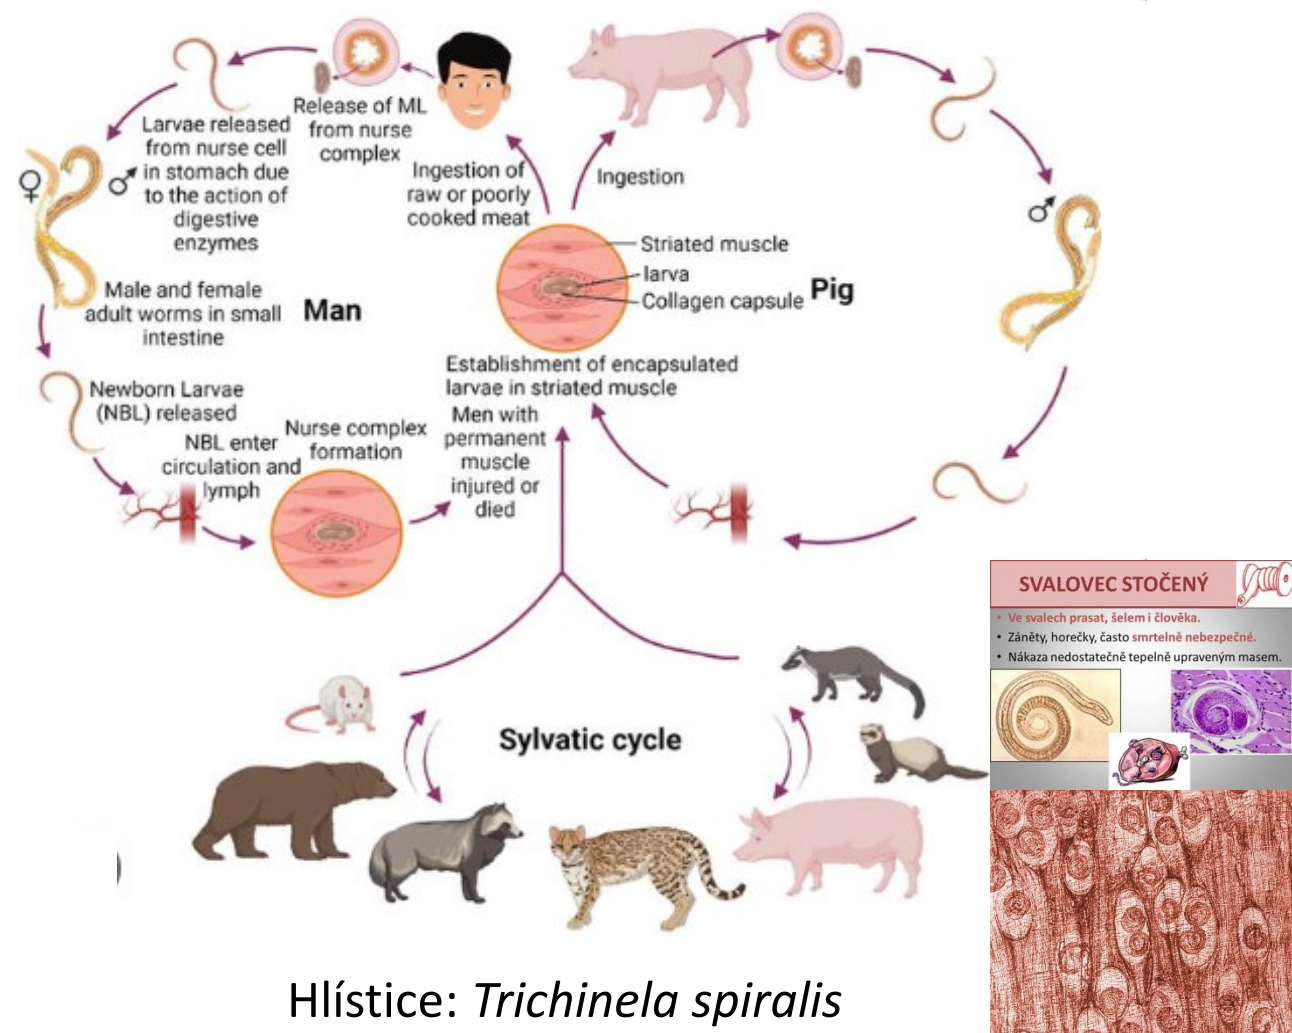 Release of ML
from nurse
complex
Larvae released
from nurse cell
in stomach due
to the action of
digestive
enzymes
♀
♂
Ingestion of
raw or poorly
cooked meat
Ingestion
Striated muscle
larva
Collagen capsule
Pig
♂
Male and female
adult worms in small
intestine
Man
Establishment of encapsulated
larvae in striated muscle
Newborn Larvae
(NBL) released
NBL enter
circulation and
lymph
Nurse complex
formation
Men with
permanent
muscle
injured or
died
SVALOVEC STOČENÝ
• Ve svalech prasat, šelem i člověka.
• Záněty, horečky, často smrtelně nebezpečné.
• Nákaza nedostatečně tepelně upraveným masem.
Sylvatic cycle
Hlístice: Trichinela spiralis